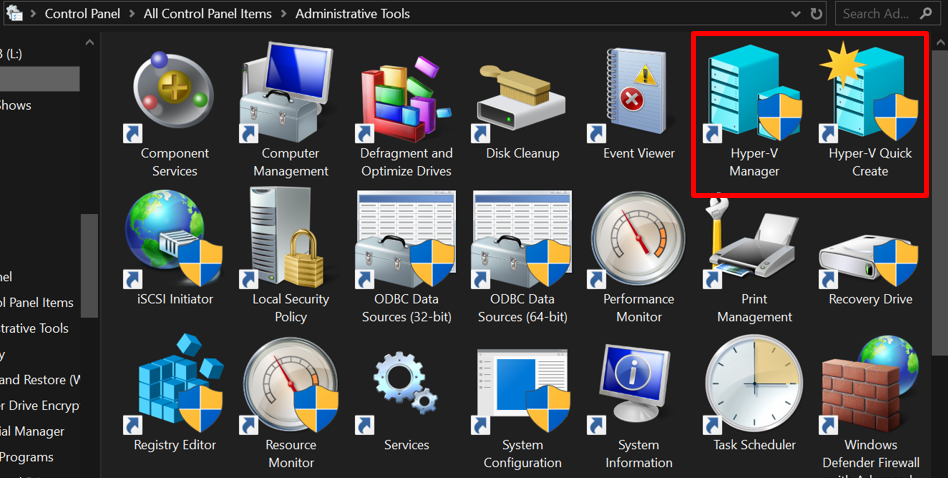 Control Panel > All Control Panel Items > Administrative Tools
Search Ad...
(L:)
Shows
nel
ol Panel Items
strative Tools
y
and Restore (W
er Drive Encryp
ial Manager
Programs
Component
Services
Computer
Management
Defragment and
Optimize Drives
Disk Cleanup
Event Viewer
Hyper-V
Manager
Hyper-V Quick
Create
iSCSI Initiator
Local Security
Policy
ODBC Data
Sources (32-bit)
ODBC Data
Sources (64-bit)
Performance
Monitor
Print
Management
Recovery Drive
Registry Editor
Resource
Monitor
Services
System
Configuration
System
Information
Task Scheduler
Windows
Defender Firewall